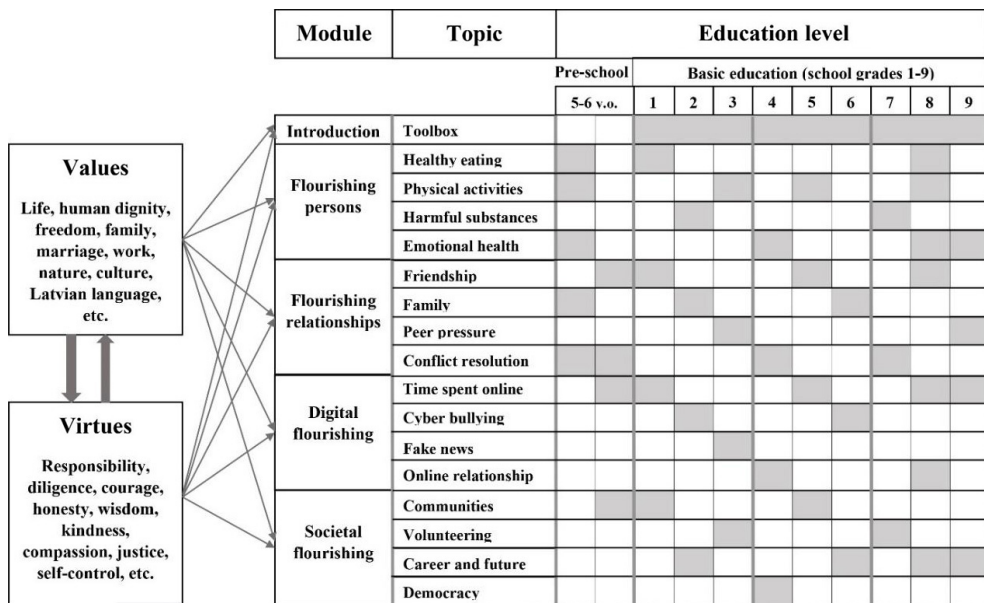 Module Topic Education level
Pre-school Basic education (school grades 1-9)
5-6 y.o. 1 2 3 4 5 6 7 8 9
Introduction Toolbox
Values
Life, human dignity,
freedom, family,
marriage, work,
nature, culture,
Latvian language,
etc.
Virtues
Responsibility,
diligence, courage,
honesty, wisdom,
kindness,
compassion, justice,
self-control, etc.
Flourishing
persons
Healthy eating
Physical activities
Harmful substances
Emotional health
Flourishing
relationships
Friendship
Family
Peer pressure
Conflict resolution
Digital
flourishing
Time spent online
Cyber bullying
Fake news
Online relationship
Societal
flourishing
Communities
Volunteering
Career and future
Democracy